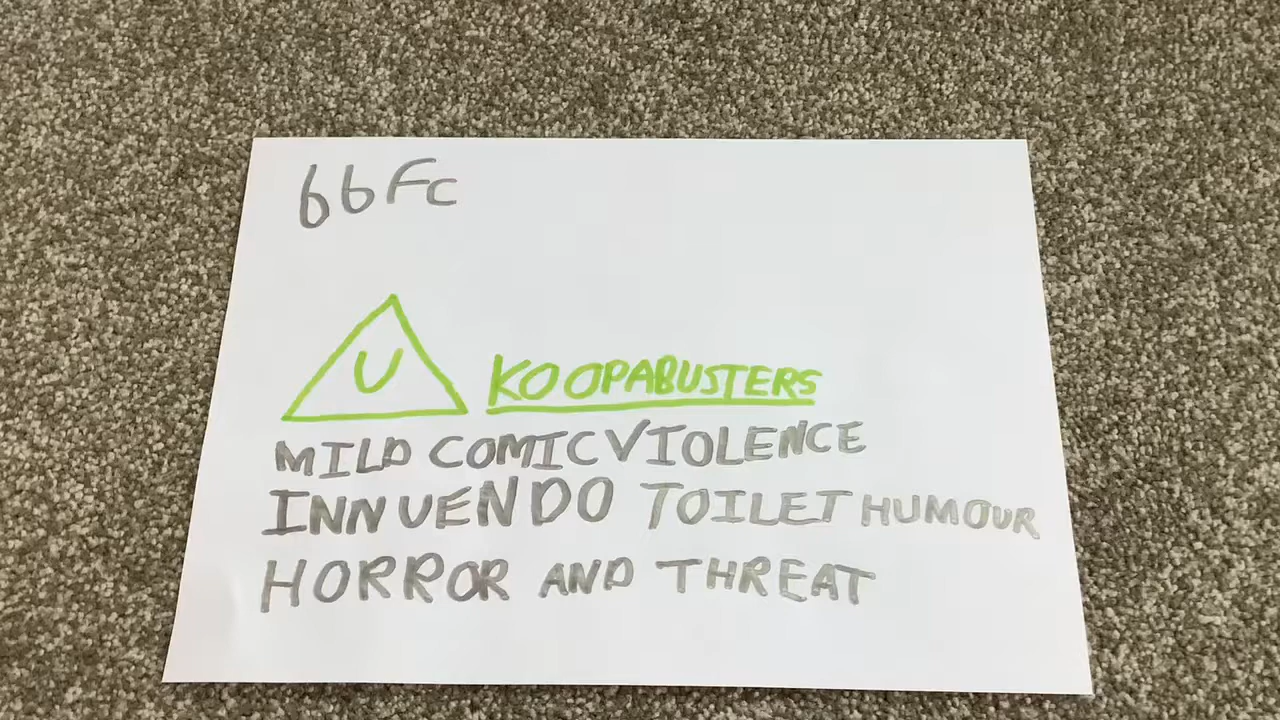 bbFc
U KOOPABUSTERS
MILD COMIC VIOLENCE
INNUENDO TOILET HUMOUR
HORROR AND THREAT